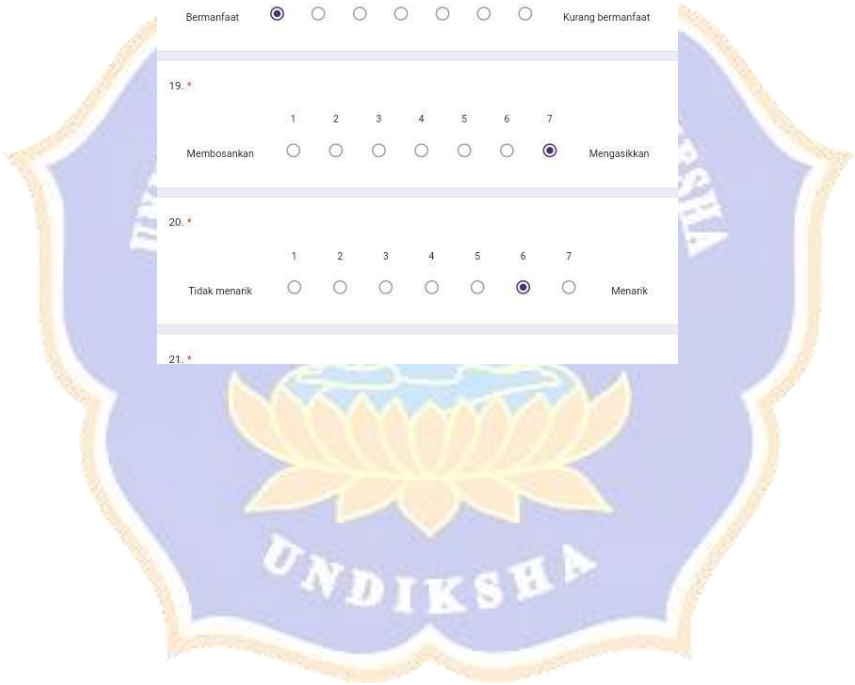 Bermanfaat Kurang bermanfaat
19. *
1 2 3 4 5 6 7
Membosankan Mengasikkan
20. *
1 2 3 4 5 6 7
Tidak menarik Menarik
21. *
UNDIKSHA